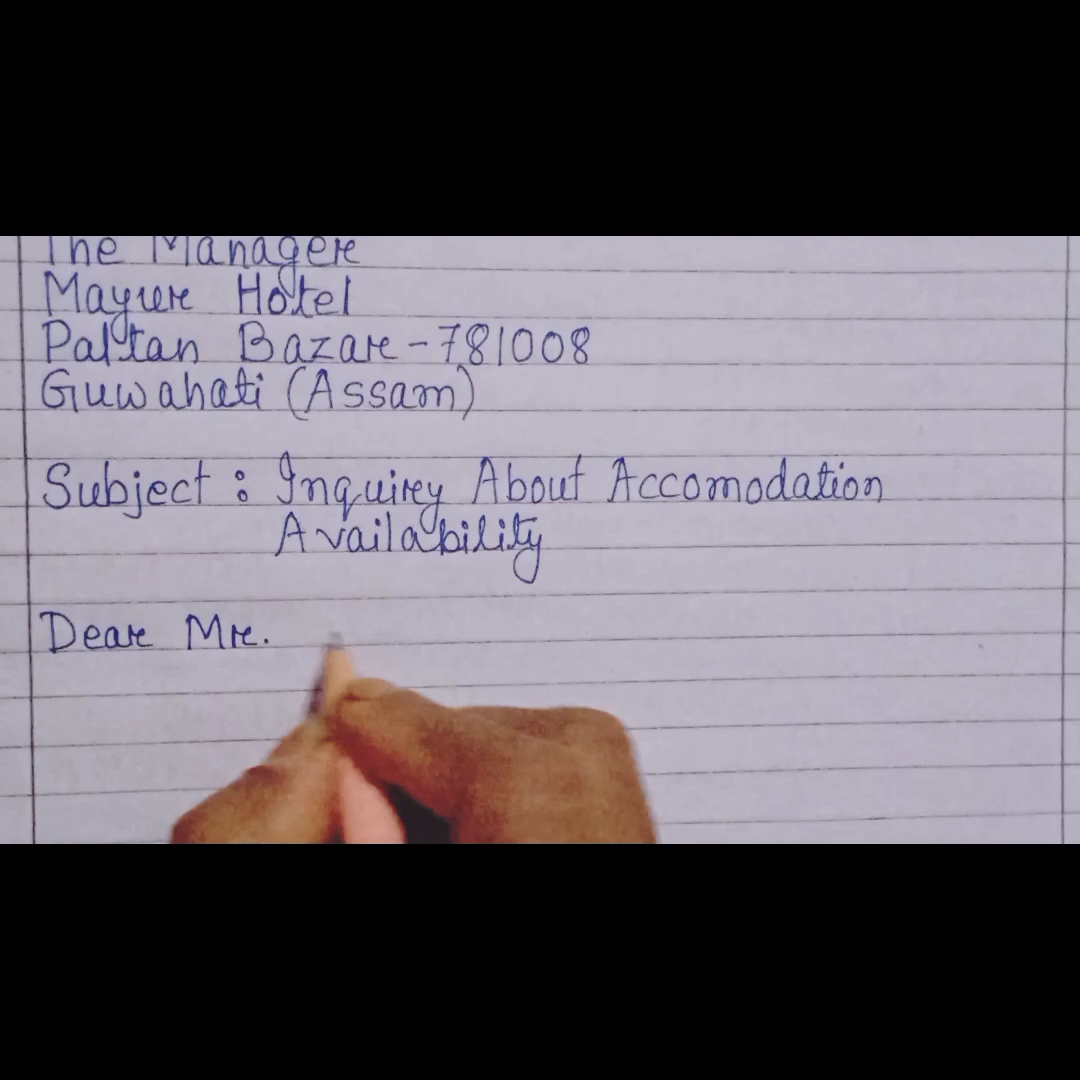 The Manager
Mayur Hotel
Paltan Bazar - 781008
Guwahati (Assam)
Subject : Inquiry About Accomodation
Availability
Dear Mr.